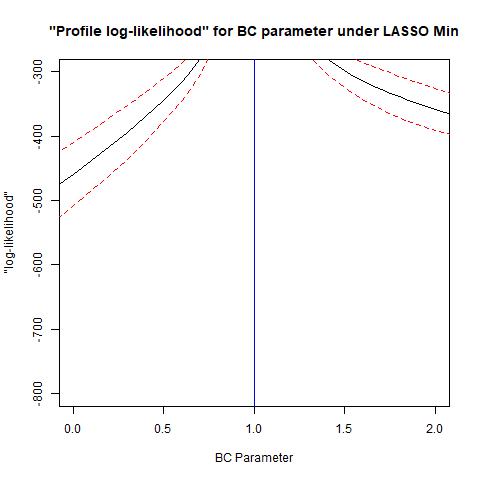 "Profile log-likelihood" for BC parameter under LASSO Min
"log-likelihood"
-300
-400
-500
-600
-700
-800
0.0 0.5 1.0 1.5 2.0
BC Parameter